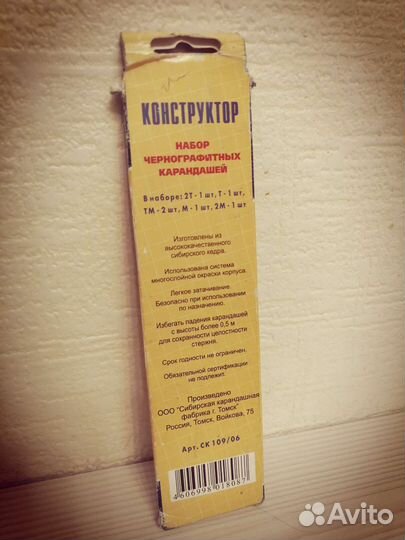 КОНСТРУКТОР
НАБОР
ЧЕРНОГРАФИТНЫХ
КАРАНДАШЕЙ
В наборе: 2Т - 1 шт, Т - 1 шт,
ТМ - 2 шт, М - 1 шт, 2М - 1 шт
Изготовлены из
высококачественного
сибирского кедра.
Использована система
многослойной окраски корпуса.
Легкое затачивание.
Безопасно при использовании
по назначению.
Избегать падения карандашей
с высоты более 0,5 м
для сохранности целостности
стержня.
Срок годности не ограничен.
Обязательной сертификации
не подлежит.
Произведено
ООО "Сибирская карандашная
фабрика г. Томск"
Россия, Томск, Войкова, 75
Арт. СК 109/06
4606998018087
Avito